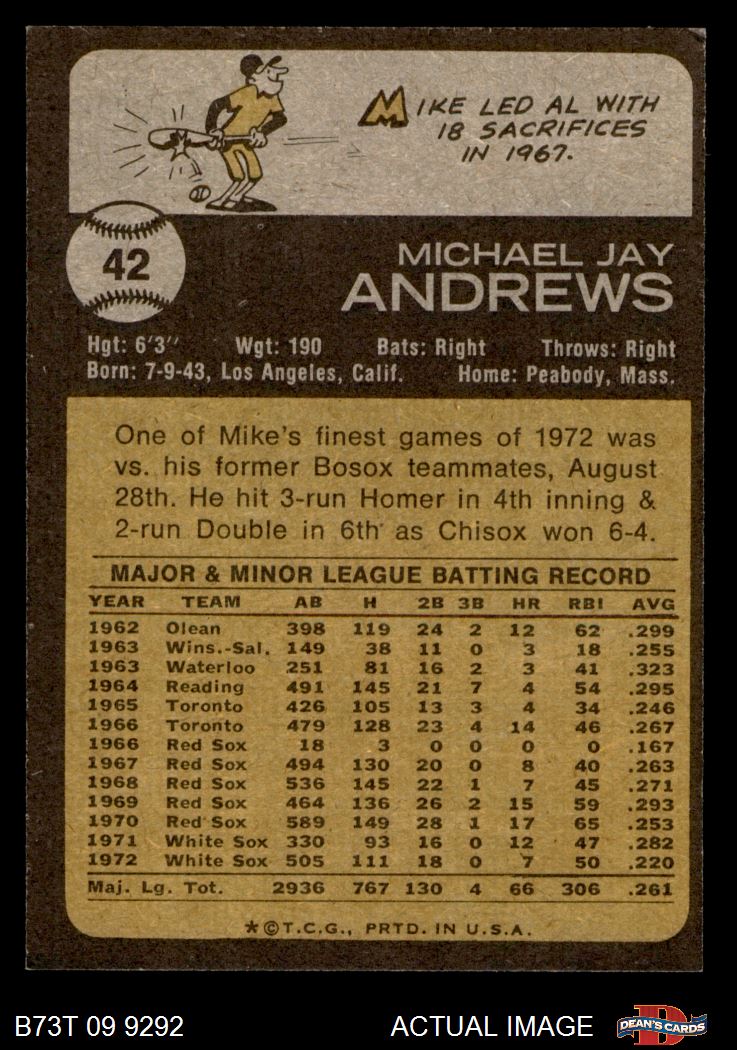 MIKE LED AL WITH
18 SACRIFICES
IN 1967.
42
MICHAEL JAY
ANDREWS
Hgt: 6'3" Wgt: 190 Bats: Right Throws: Right
Born: 7-9-43, Los Angeles, Calif. Home: Peabody, Mass.
One of Mike's finest games of 1972 was
vs. his former Bosox teammates, August
28th. He hit 3-run Homer in 4th inning &
2-run Double in 6th as Chisox won 6-4.
MAJOR & MINOR LEAGUE BATTING RECORD
YEAR TEAM AB H 2B 3B HR RBI AVG
1962 Olean 398 119 24 2 12 62 .299
1963 Wins.-Sal. 149 38 11 0 3 18 .255
1963 Waterloo 251 81 16 2 3 41 .323
1964 Reading 491 145 21 7 4 54 .295
1965 Toronto 426 105 13 3 4 34 .246
1966 Toronto 479 128 23 4 14 46 .267
1966 Red Sox 18 3 0 0 0 0 .167
1967 Red Sox 494 130 20 0 8 40 .263
1968 Red Sox 536 145 22 1 7 45 .271
1969 Red Sox 464 136 26 2 15 59 .293
1970 Red Sox 589 149 28 1 17 65 .253
1971 White Sox 330 93 16 0 12 47 .282
1972 White Sox 505 111 18 0 7 50 .220
Maj. Lg. Tot. 2936 767 130 4 66 306 .261
*©T.C.G., PRTD. IN U.S.A.
B73T 09 9292 ACTUAL IMAGE D DEAN'S CARDS